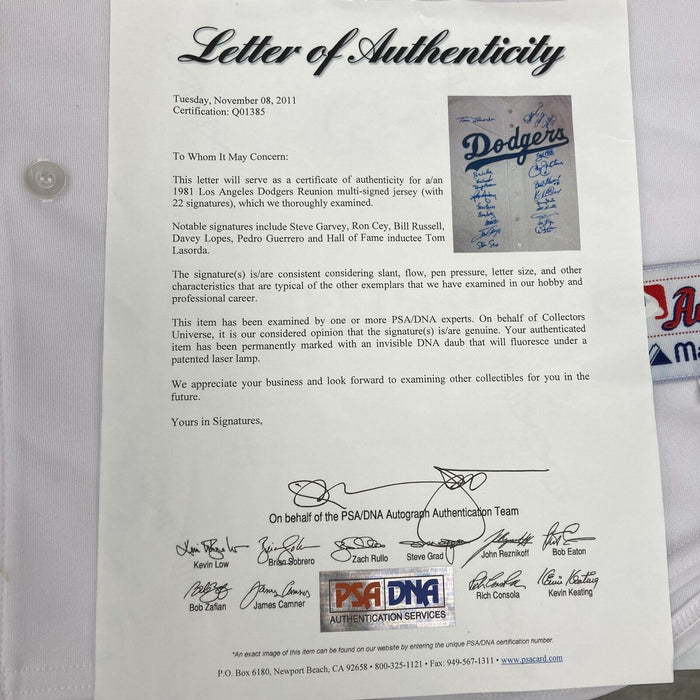 Letter of Authenticity
Tuesday, November 08, 2011
Certification: Q01385
To Whom It May Concern:
This letter will serve as a certificate of authenticity for a/an
1981 Los Angeles Dodgers Reunion multi-signed jersey (with
22 signatures), which we thoroughly examined.
Notable signatures include Steve Garvey, Ron Cey, Bill Russell,
Davey Lopes, Pedro Guerrero and Hall of Fame inductee Tom
Lasorda.
Tom Lasorda
Dodgers
The signature(s) is/are consistent considering slant, flow, pen pressure, letter size, and other
characteristics that are typical of the other exemplars that we have examined in our hobby and
professional career.
This item has been examined by one or more PSA/DNA experts. On behalf of Collectors
Universe, it is our considered opinion that the signature(s) is/are genuine. Your authenticated
item has been permanently marked with an invisible DNA daub that will fluoresce under a
patented laser lamp.
We appreciate your business and look forward to examining other collectibles for you in the
future.
Yours in Signatures,
On behalf of the PSA/DNA Autograph Authentication Team
Kevin Low Brian Sobrero Zach Rullo Steve Grad John Reznikoff Bob Eaton
Bob Zafian James Camner Rich Consola Kevin Keating
PSA DNA
AUTHENTICATION SERVICES
*An exact image of this item can be found on our website by entering the unique PSA/DNA certification number.
P.O. Box 6180, Newport Beach, CA 92658 • 800-325-1121 • Fax: 949-567-1311 • www.psacard.com